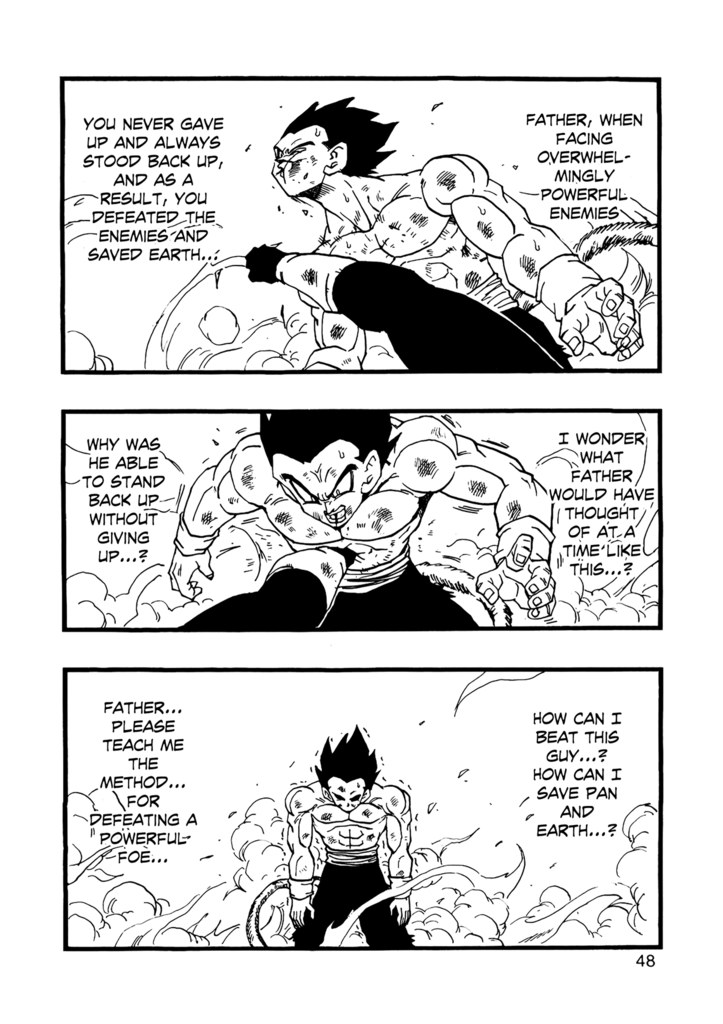 FATHER, WHEN
FACING
OVERWHEL-
MINGLY
POWERFUL
ENEMIES
YOU NEVER GAVE
UP AND ALWAYS
STOOD BACK UP,
AND AS A
RESULT, YOU
DEFEATED THE
ENEMIES AND
SAVED EARTH...
I WONDER
WHAT
FATHER
WOULD HAVE
THOUGHT
OF AT A
TIME LIKE
THIS...?
WHY WAS
HE ABLE
TO STAND
BACK UP
WITHOUT
GIVING
UP...?
HOW CAN I
BEAT THIS
GUY...?
HOW CAN I
SAVE PAN
AND
EARTH...?
FATHER...
PLEASE
TEACH ME
THE
METHOD...
FOR
DEFEATING A
POWERFUL
FOE...
48